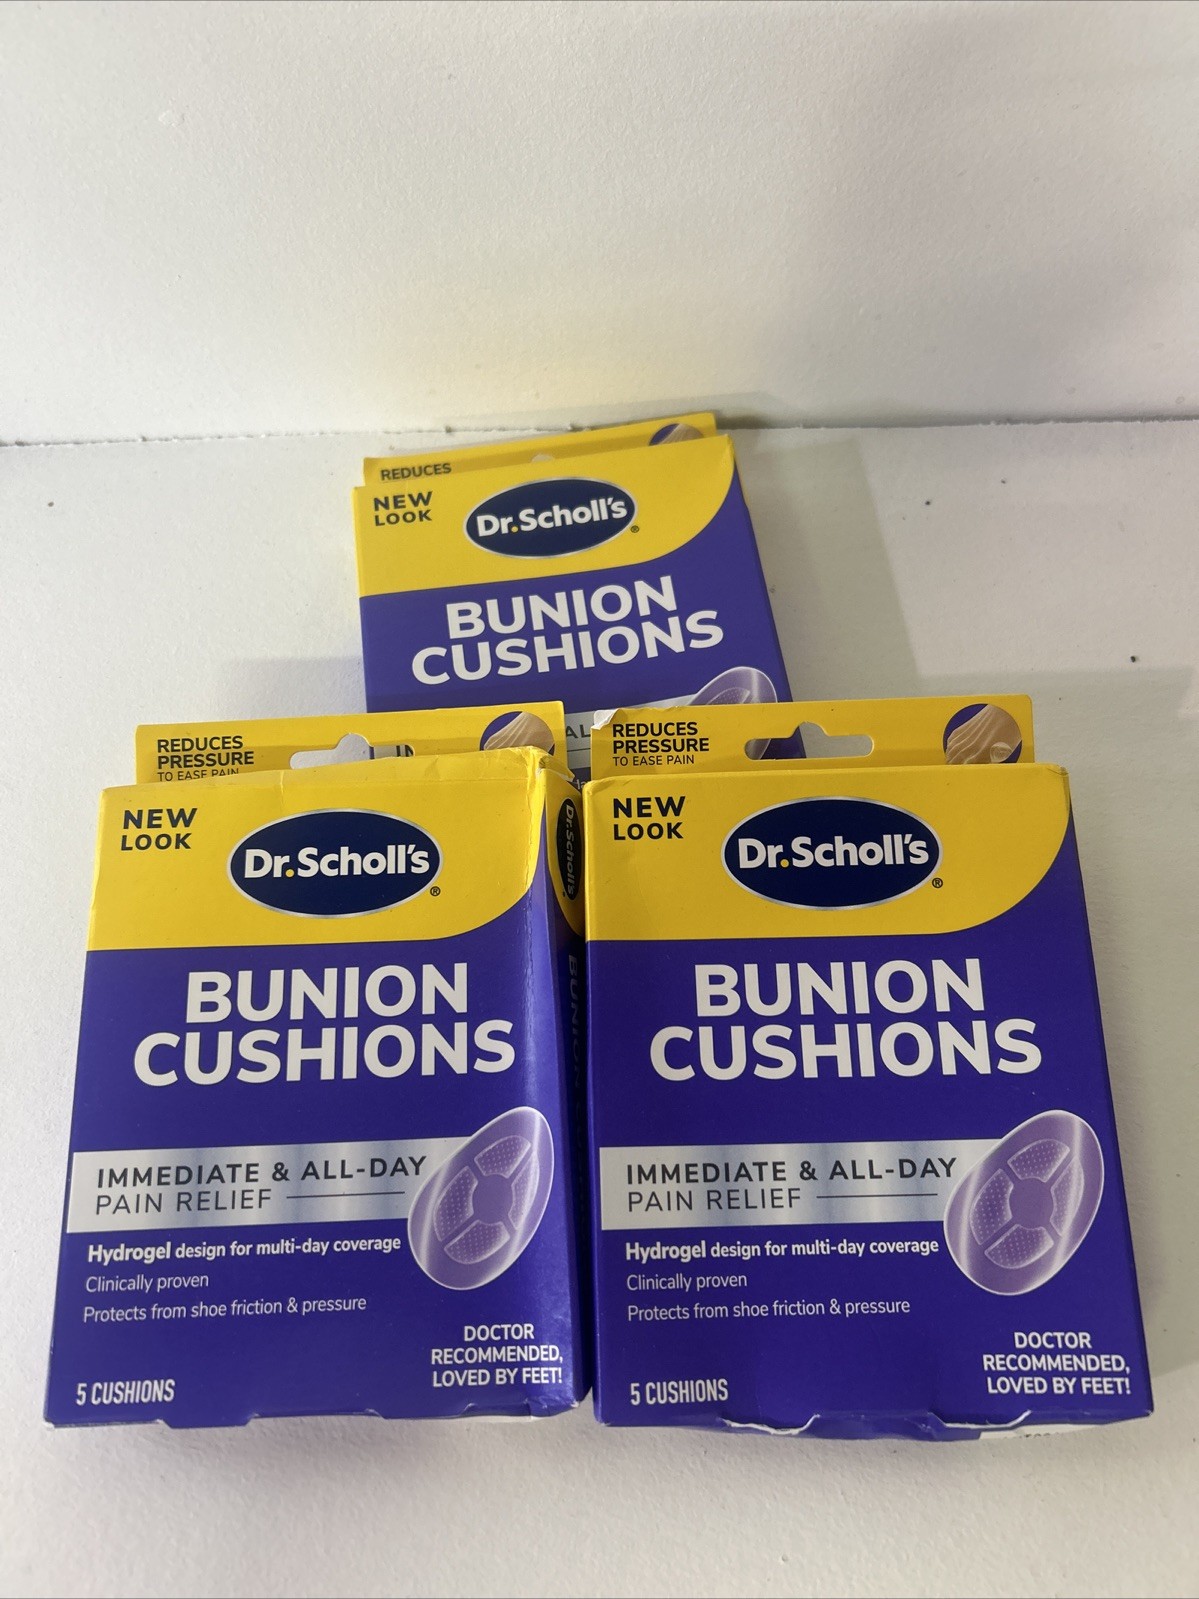 REDUCES
NEW
LOOK
Dr.Scholl's®
BUNION
CUSHIONS
REDUCES
PRESSURE
TO EASE PAIN
NEW
LOOK
Dr.Scholl's®
BUNION
CUSHIONS
IMMEDIATE & ALL-DAY
PAIN RELIEF
Hydrogel design for multi-day coverage
Clinically proven
Protects from shoe friction & pressure
DOCTOR
RECOMMENDED,
LOVED BY FEET!
5 CUSHIONS
Dr.Scholl's
BUNION
REDUCES
PRESSURE
TO EASE PAIN
NEW
LOOK
Dr.Scholl's®
BUNION
CUSHIONS
IMMEDIATE & ALL-DAY
PAIN RELIEF
Hydrogel design for multi-day coverage
Clinically proven
Protects from shoe friction & pressure
DOCTOR
RECOMMENDED,
LOVED BY FEET!
5 CUSHIONS